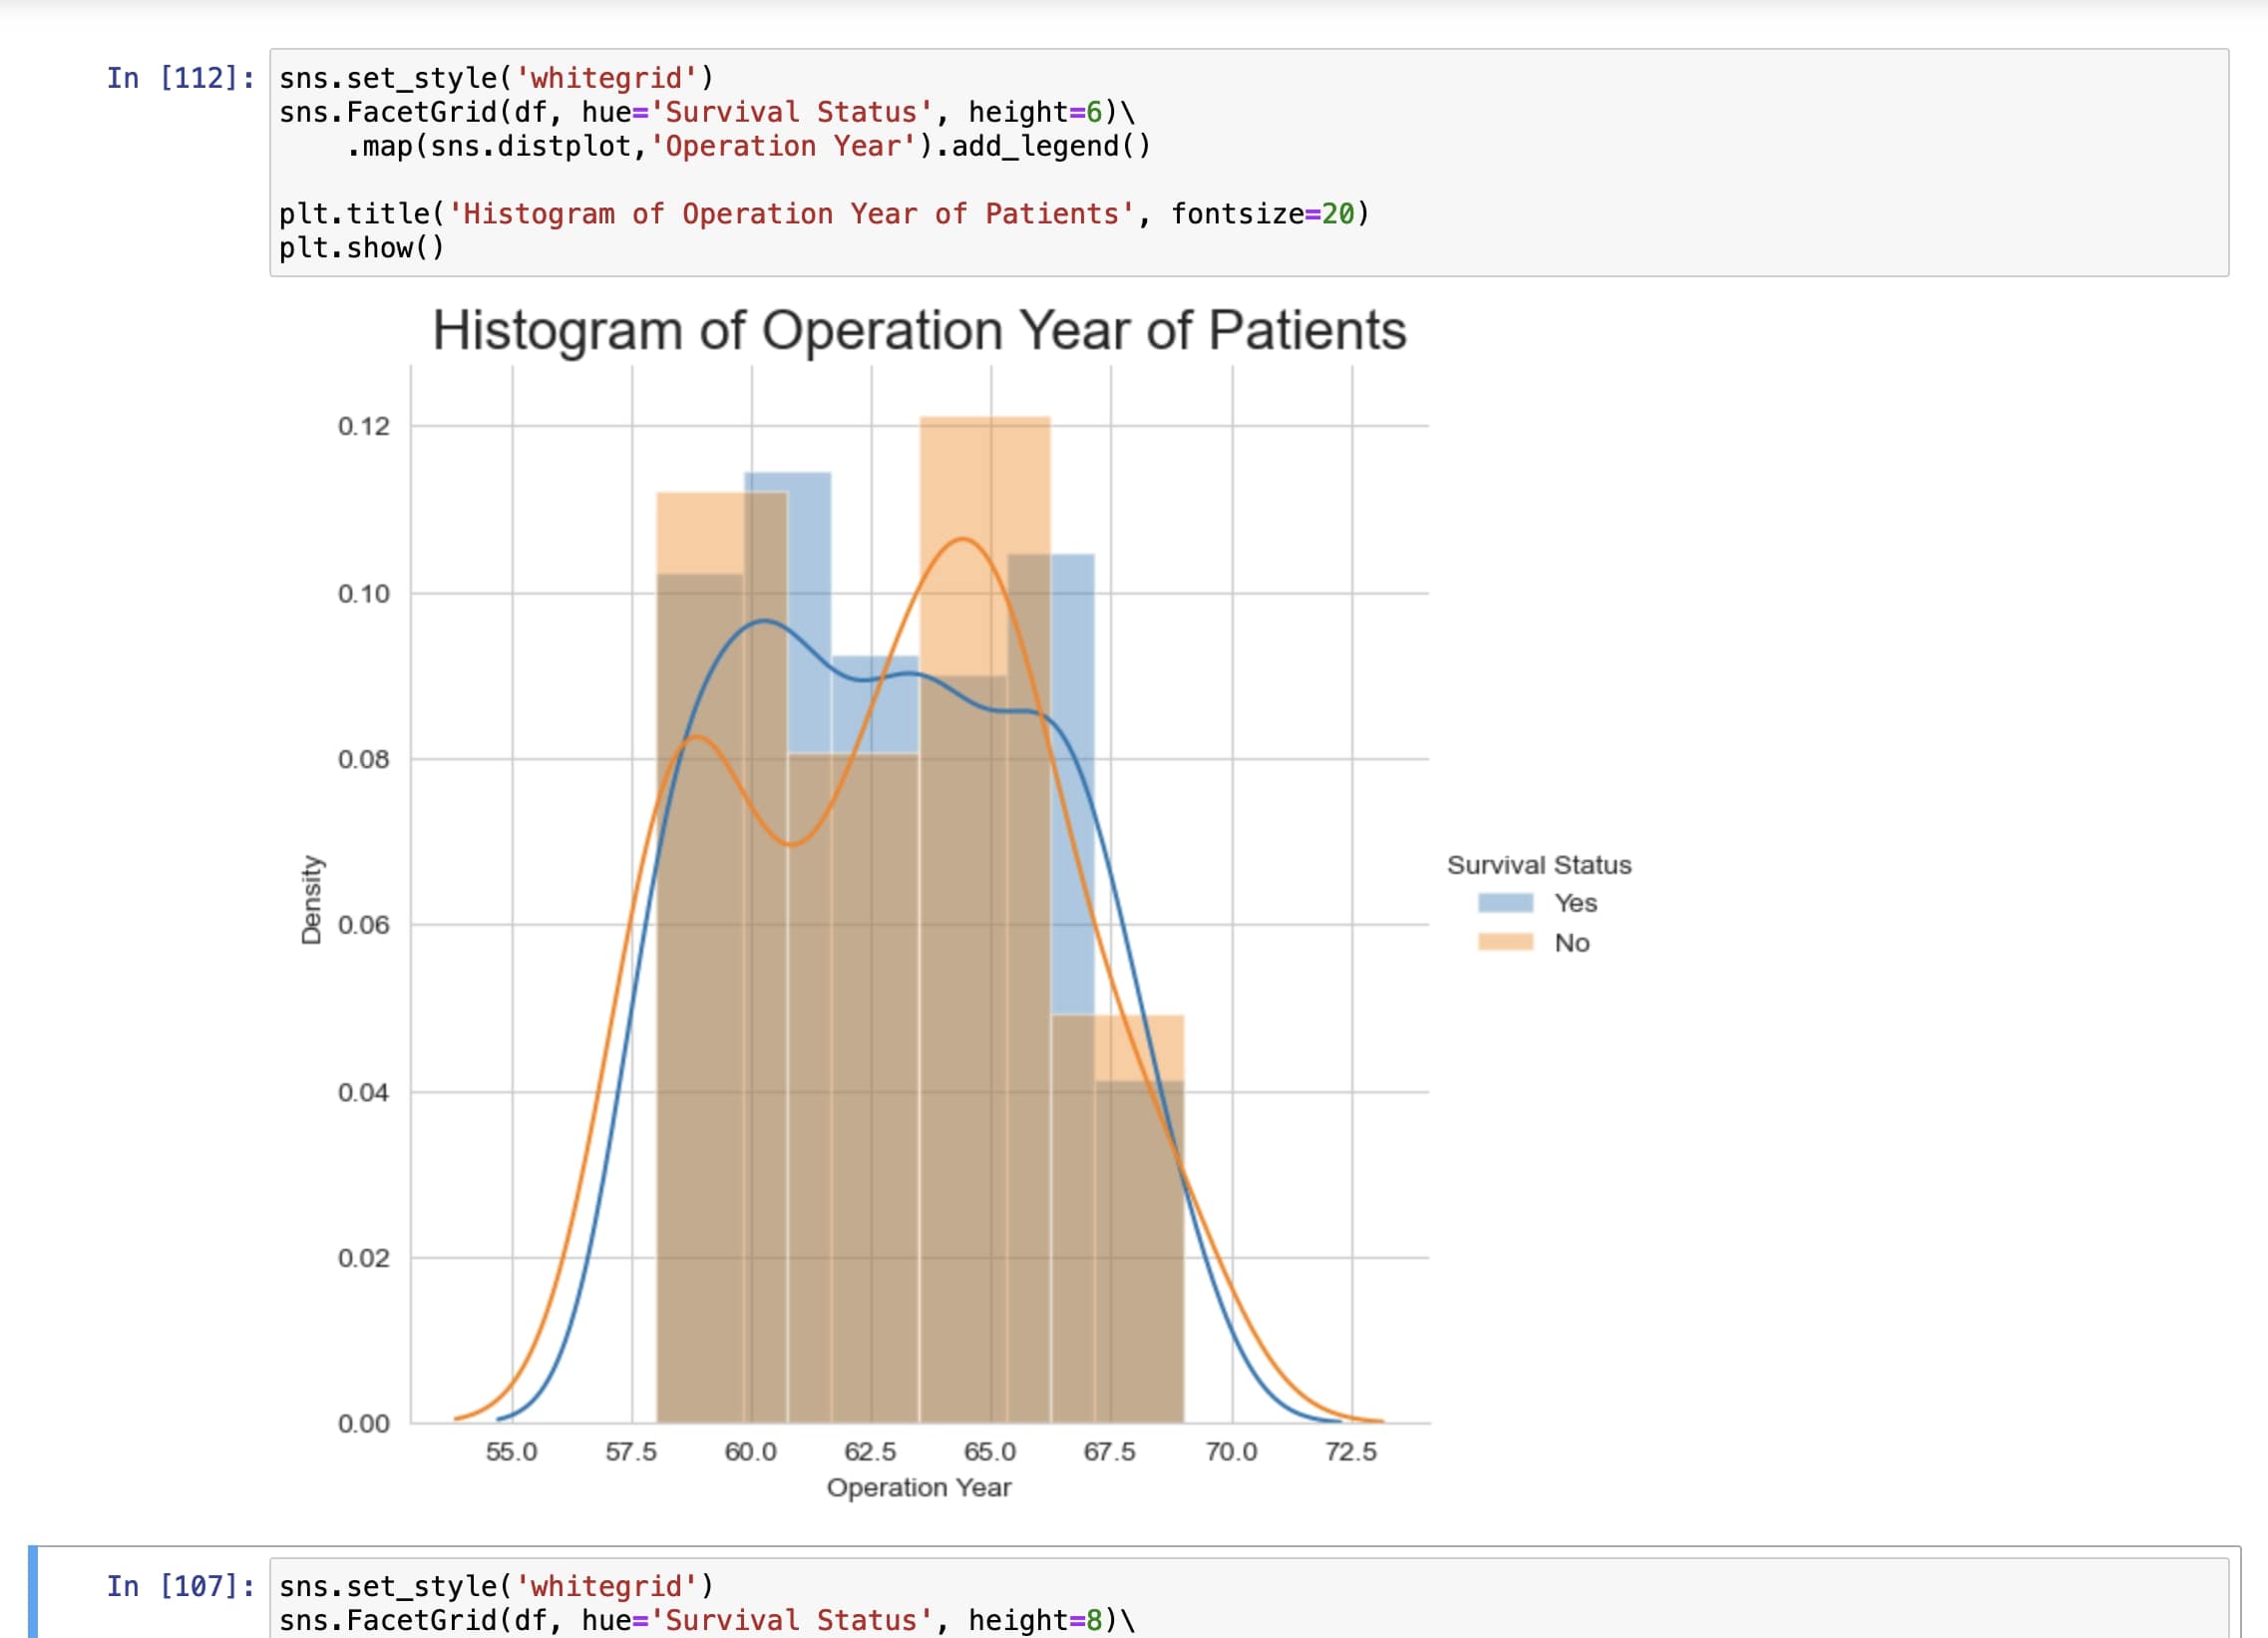 In [112]:
sns.set_style('whitegrid')
sns.FacetGrid(df, hue='Survival Status', height=6)\
    .map(sns.distplot,'Operation Year').add_legend()

plt.title('Histogram of Operation Year of Patients', fontsize=20)
plt.show()
Histogram of Operation Year of Patients
0.12
0.10
0.08
0.06
0.04
0.02
0.00
Density
55.0 57.5 60.0 62.5 65.0 67.5 70.0 72.5
Operation Year
Survival Status
Yes
No
In [107]:
sns.set_style('whitegrid')
sns.FacetGrid(df, hue='Survival Status', height=8)\